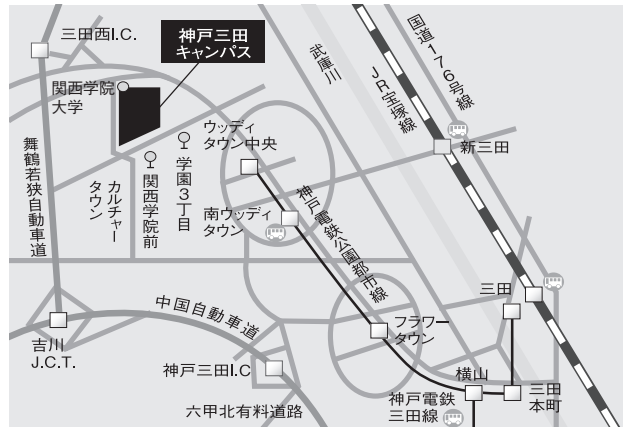 三田西I.C.
神戸三田
キャンパス
関西学院
大学
武庫川
JR宝塚線
国道176号線
ウッディ
タウン中央
新三田
学園3丁目
関西学院前
カルチャー
タウン
舞鶴若狭自動車道
南ウッディ
タウン
神戸電鉄公園都市線
三田
中国自動車道
フラワー
タウン
吉川
J.C.T.
神戸三田I.C
横山
三田
本町
神戸電鉄
三田線
六甲北有料道路